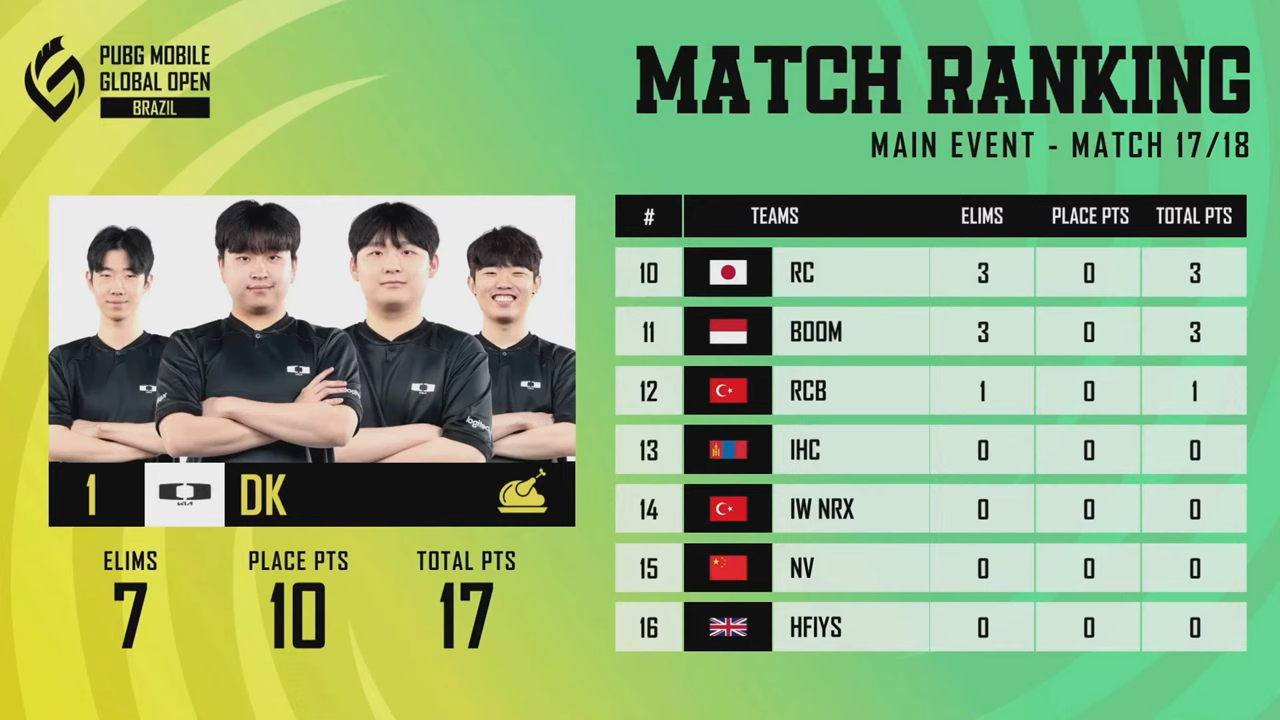 PUBG MOBILE
GLOBAL OPEN
BRAZIL
MATCH RANKING
MAIN EVENT - MATCH 17/18
logitech
1 KIA DK
ELIMS PLACE PTS TOTAL PTS
7 10 17
# TEAMS ELIMS PLACE PTS TOTAL PTS
10 RC 3 0 3
11 BOOM 3 0 3
12 RCB 1 0 1
13 IHC 0 0 0
14 IW NRX 0 0 0
15 NV 0 0 0
16 HFIYS 0 0 0